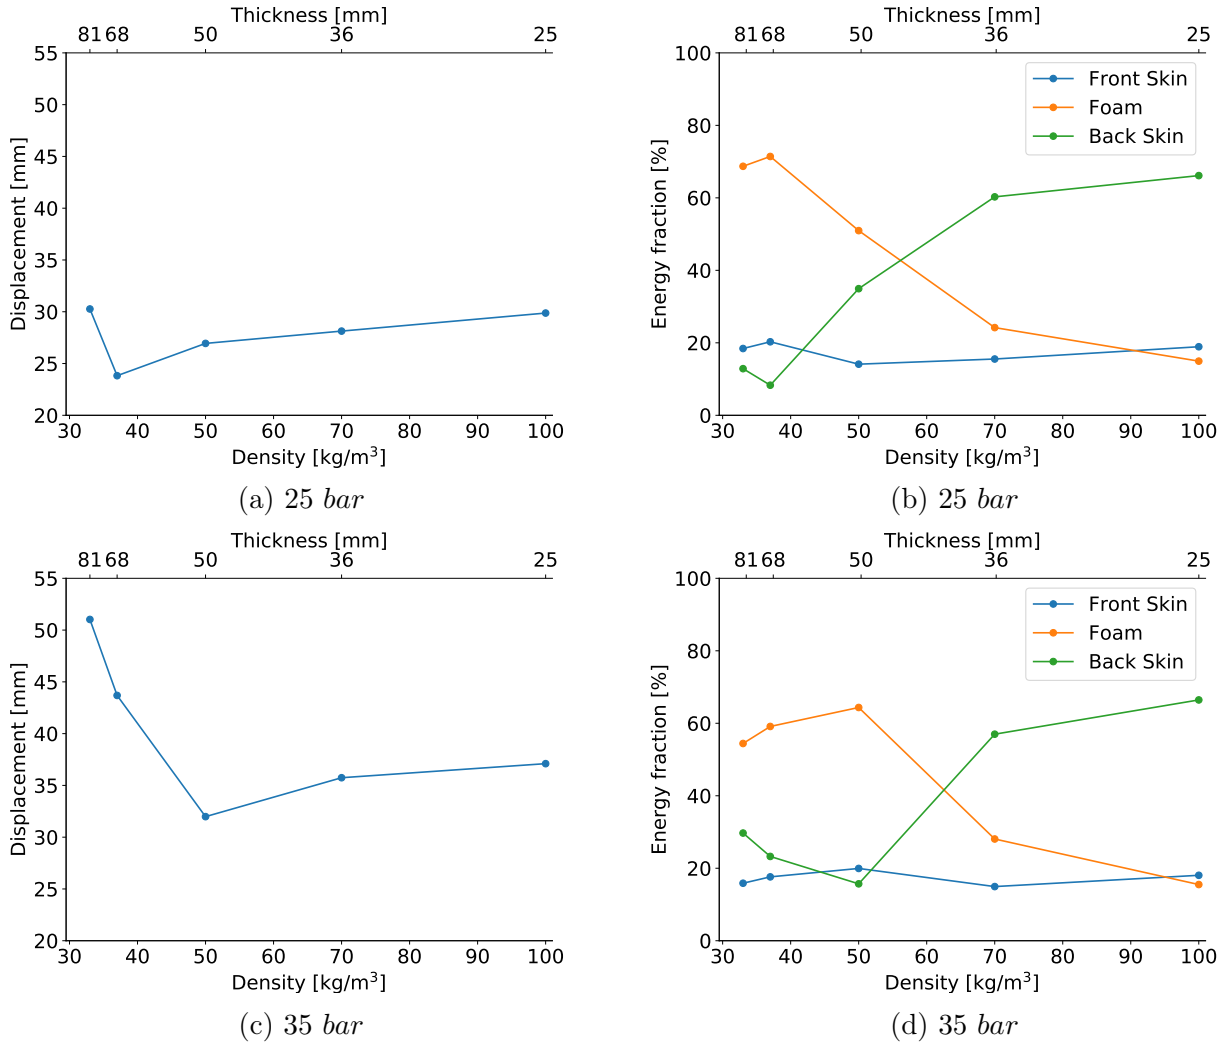 Thickness [mm]
81 68 50 36 25
55
50
45
40
35
30
25
20
Displacement [mm]
30 40 50 60 70 80 90 100
Density [kg/m³]
(a) 25 bar
Thickness [mm]
81 68 50 36 25
100
80
60
40
20
0
Energy fraction [%]
Front Skin
Foam
Back Skin
30 40 50 60 70 80 90 100
Density [kg/m³]
(b) 25 bar
Thickness [mm]
81 68 50 36 25
55
50
45
40
35
30
25
20
Displacement [mm]
30 40 50 60 70 80 90 100
Density [kg/m³]
(c) 35 bar
Thickness [mm]
81 68 50 36 25
100
80
60
40
20
0
Energy fraction [%]
Front Skin
Foam
Back Skin
30 40 50 60 70 80 90 100
Density [kg/m³]
(d) 35 bar